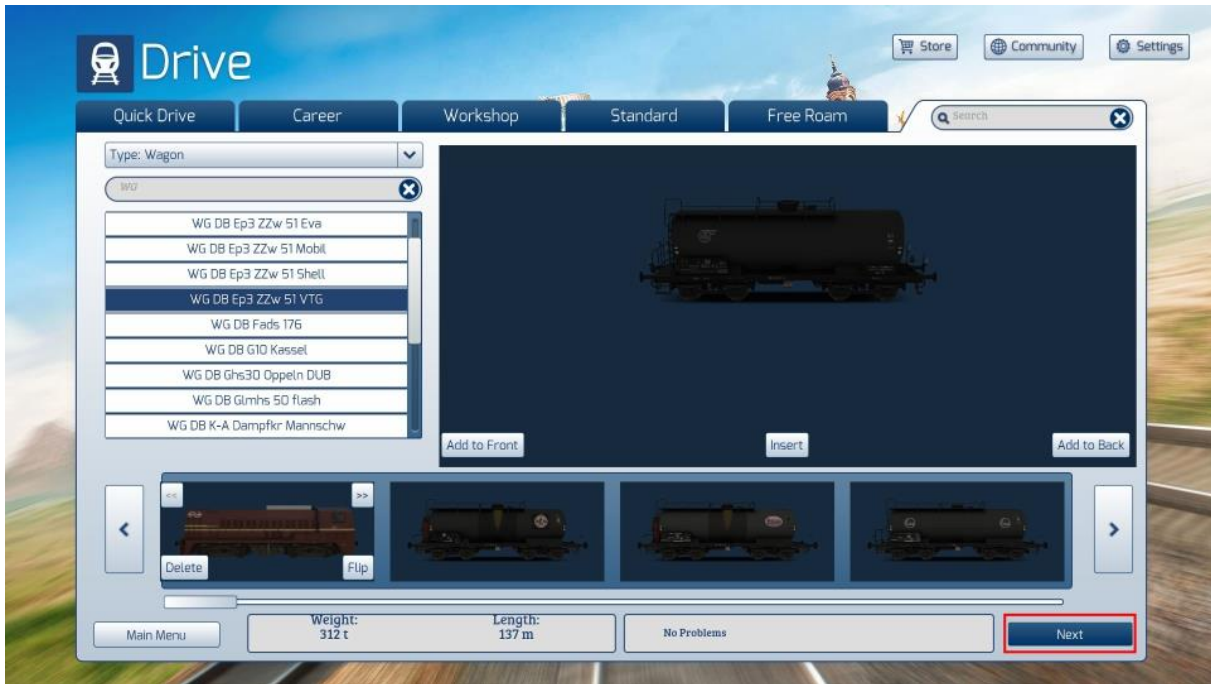 Drive
Store
Community
Settings
Quick Drive
Career
Workshop
Standard
Free Roam
Search
Type: Wagon
WG
WG DB Ep3 ZZw 51 Eva
WG DB Ep3 ZZw 51 Mobil
WG DB Ep3 ZZw 51 Shell
WG DB Ep3 ZZw 51 VTG
WG DB Fads 176
WG DB G10 Kassel
WG DB Ghs30 Oppeln DUB
WG DB Glmhs 50 flash
WG DB K-A Dampfkr Mannschw
Add to Front
Insert
Add to Back
<<
>>
Delete
Flip
<
>
Main Menu
Weight:
312 t
Length:
137 m
No Problems
Next